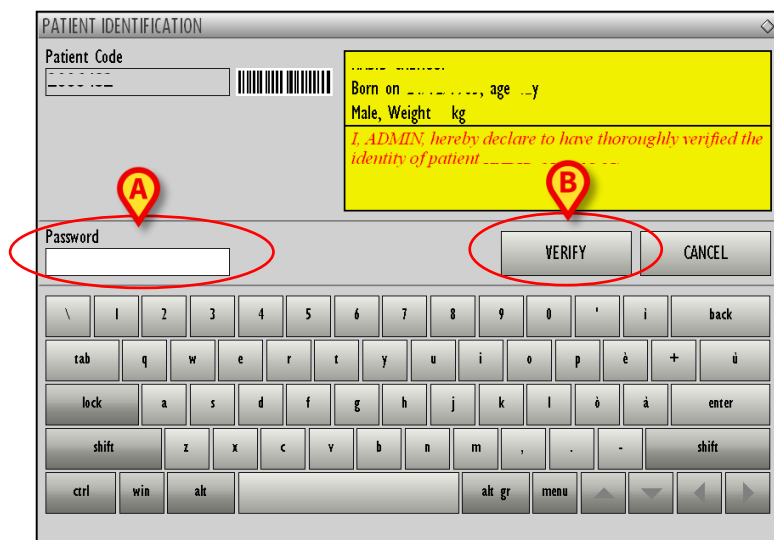 PATIENT IDENTIFICATION
Patient Code
Born on , age y
Male, Weight kg
I, ADMIN, hereby declare to have thoroughly verified the
identity of patient
A
B
Password
VERIFY
CANCEL
\ 1 2 3 4 5 6 7 8 9 0 ' ì back
tab q w e r t y u i o p è + ù
lock a s d f g h j k l ò à enter
shift z x c v b n m , . - shift
ctrl win alt alt gr menu